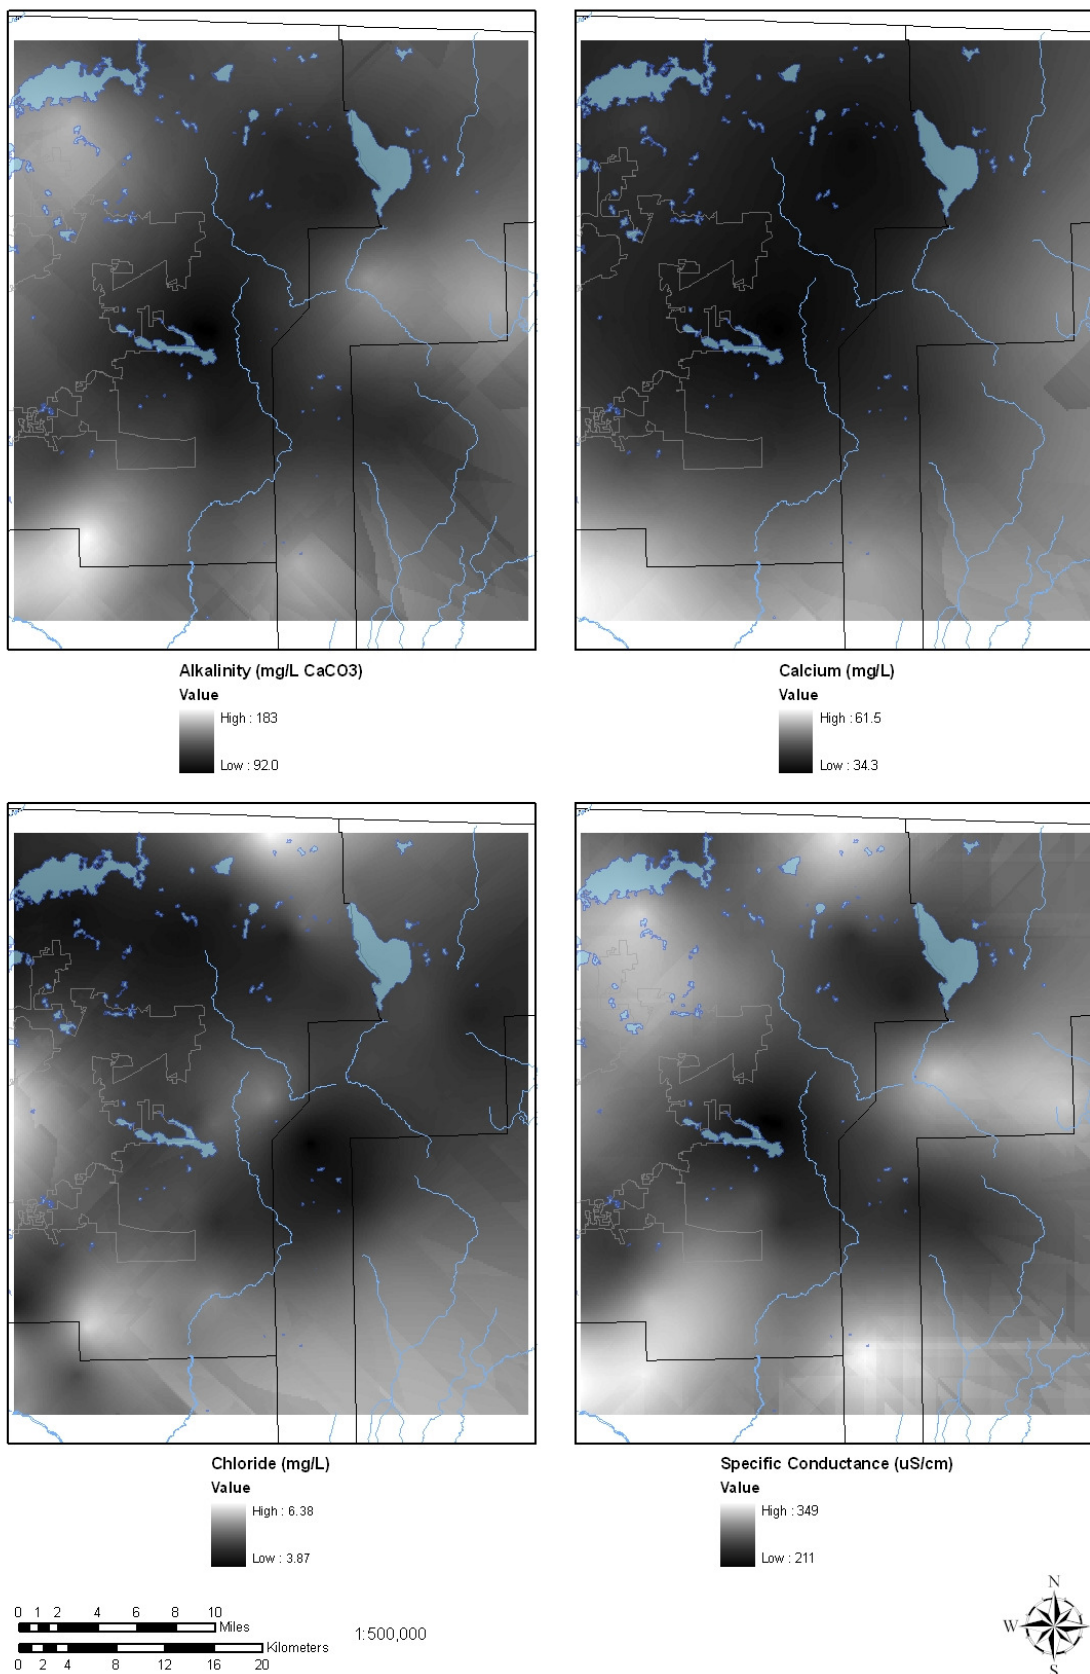 Alkalinity (mg/L CaCO3)
Value
High : 183
Low : 92.0
Calcium (mg/L)
Value
High : 61.5
Low : 34.3
Chloride (mg/L)
Value
High : 6.38
Low : 3.87
Specific Conductance (uS/cm)
Value
High : 349
Low : 211
0 1 2 4 6 8 10
Miles
Kilometers
0 2 4 8 12 16 20
1:500,000
N
W
S